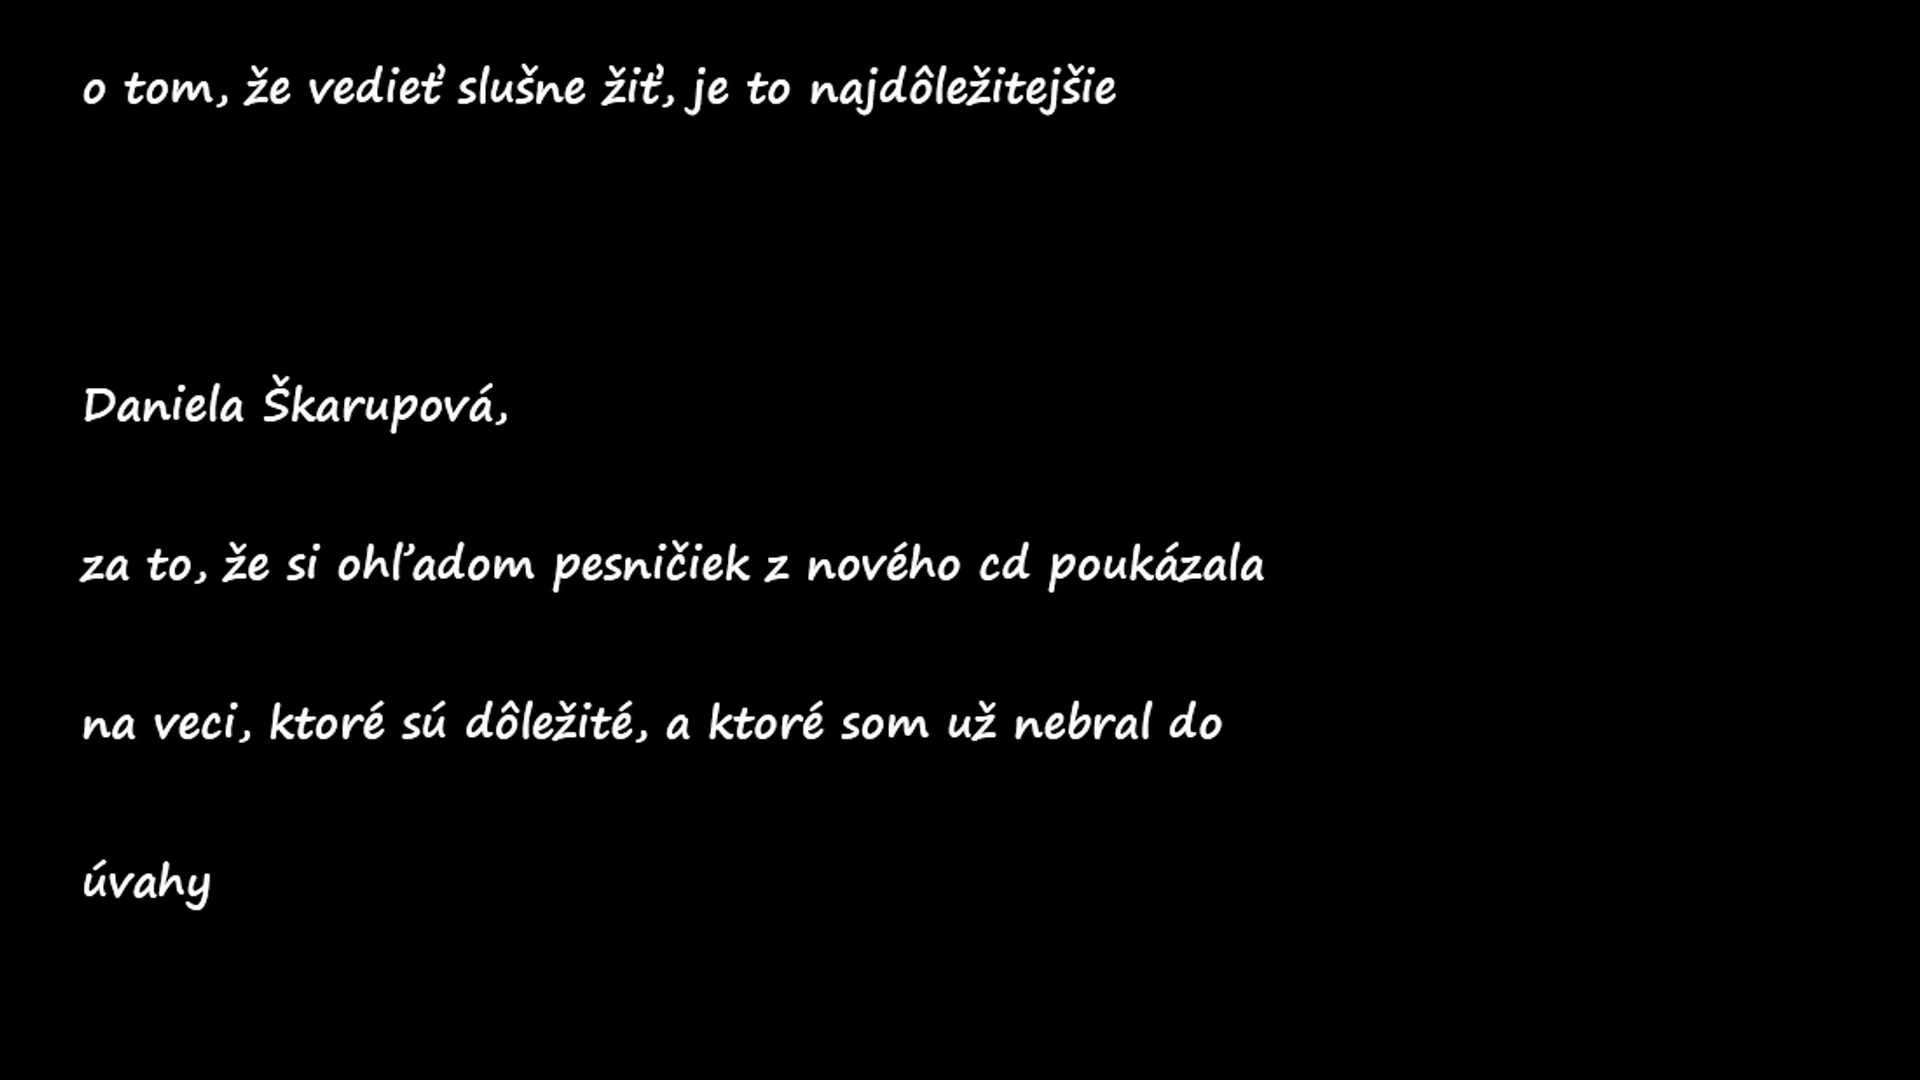 o tom, že vedieť slušne žiť, je to najdôležitejšie
Daniela Škarupová,
za to, že si ohľadom pesničiek z nového cd poukázala
na veci, ktoré sú dôležité, a ktoré som už nebral do
úvahy